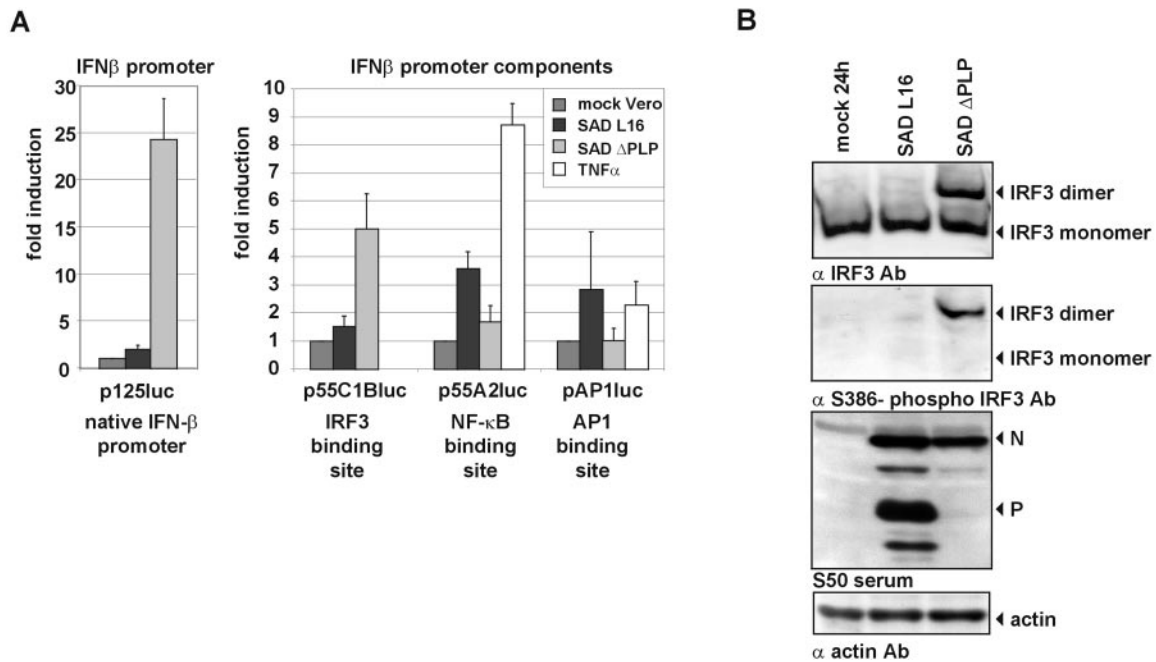 A
IFNβ promoter
fold induction
30
25
20
15
10
5
0
p125luc
native IFN-β
promoter
IFNβ promoter components
fold induction
10
9
8
7
6
5
4
3
2
1
0
mock Vero
SAD L16
SAD ΔPLP
TNFα
p55C1Bluc
IRF3
binding
site
p55A2luc
NF-κB
binding
site
pAP1luc
AP1
binding
site
B
mock 24h
SAD L16
SAD ΔPLP
IRF3 dimer
IRF3 monomer
α IRF3 Ab
IRF3 dimer
IRF3 monomer
α S386- phospho IRF3 Ab
N
P
S50 serum
actin
α actin Ab